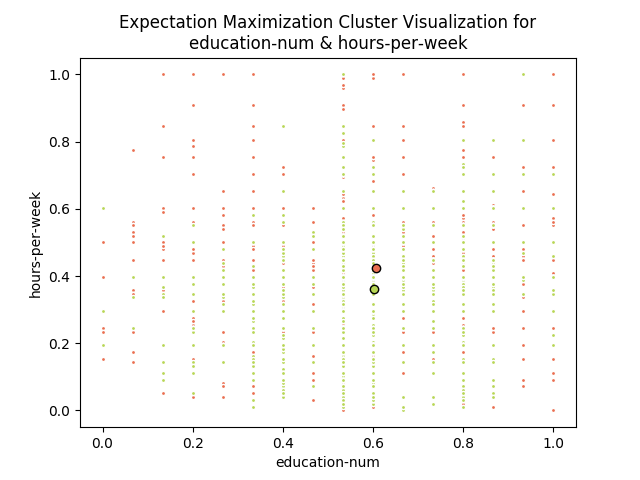 Expectation Maximization Cluster Visualization for
education-num & hours-per-week
1.0
0.8
0.6
0.4
0.2
0.0
hours-per-week
0.0 0.2 0.4 0.6 0.8 1.0
education-num